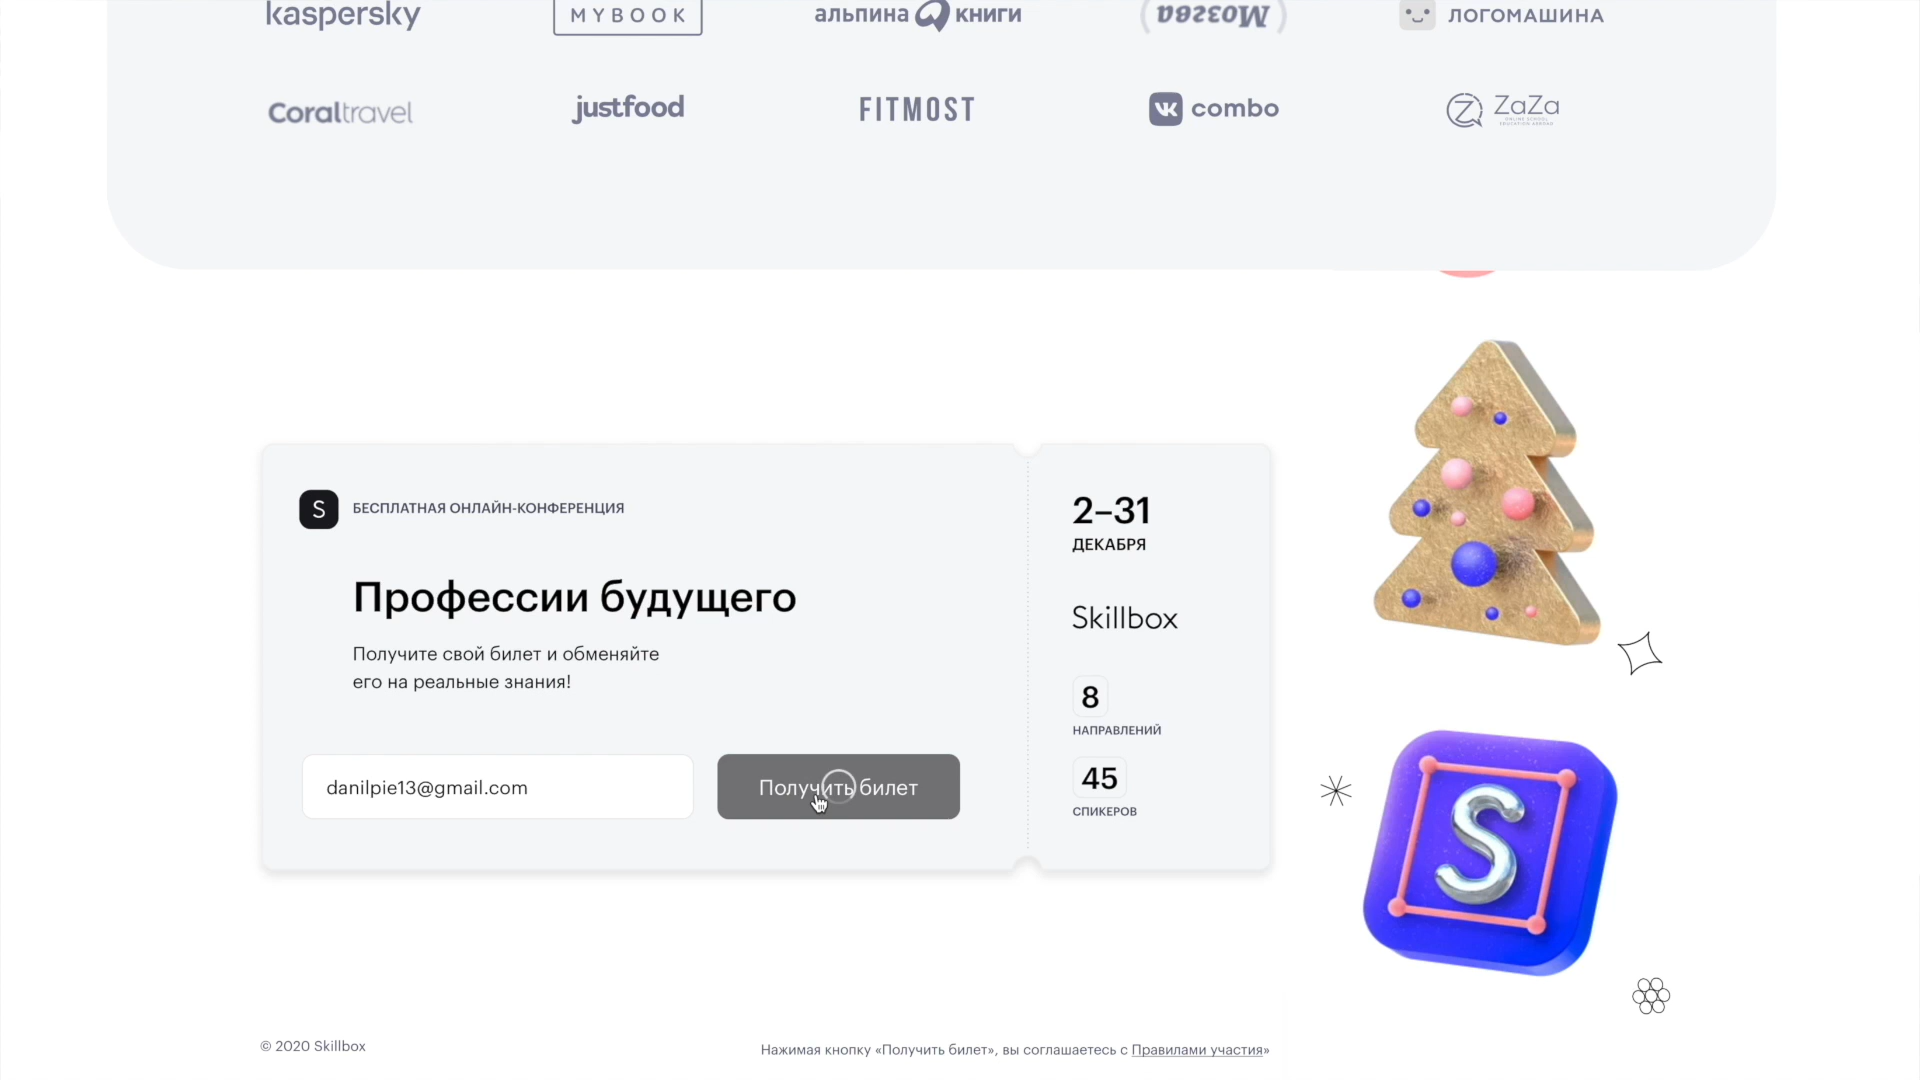 kaspersky
MYBOOK
альпина книги
Мозгва
ЛОГОМАШИНА
Coraltravel
justfood
FITMOST
combo
ZaZa
S
БЕСПЛАТНАЯ ОНЛАЙН-КОНФЕРЕНЦИЯ
Профессии будущего
Получите свой билет и обменяйте
его на реальные знания!
danilpie13@gmail.com
Получить билет
2–31
ДЕКАБРЯ
Skillbox
8
НАПРАВЛЕНИЙ
45
СПИКЕРОВ
S
© 2020 Skillbox
Нажимая кнопку «Получить билет», вы соглашаетесь с Правилами участия»